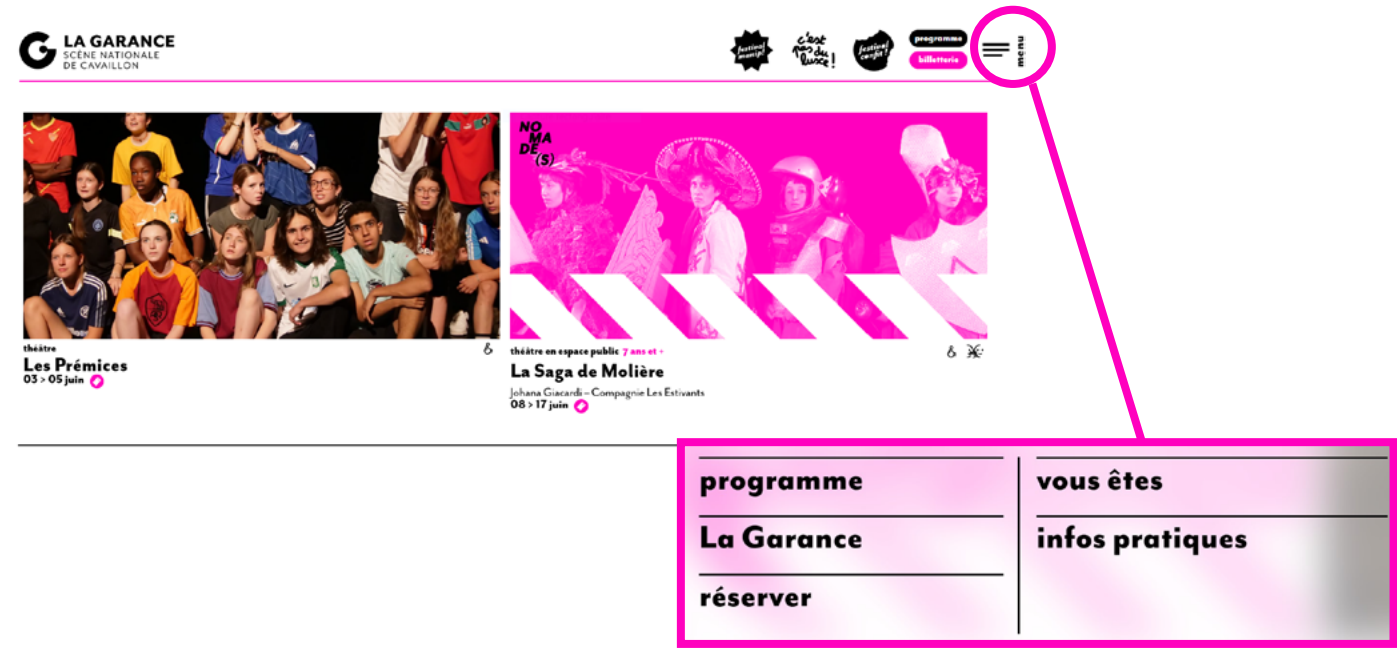 LA GARANCE
SCÈNE NATIONALE
DE CAVAILLON
festival
confit!
c'est
pas du
luxe!
programme
billetterie
menu
NO
MA
DE
(S)
théâtre
Les Prémices
03 > 05 juin
théâtre en espace public 7 ans et +
La Saga de Molière
Johana Giacardi – Compagnie Les Estivants
08 > 17 juin
programme
La Garance
réserver
vous êtes
infos pratiques